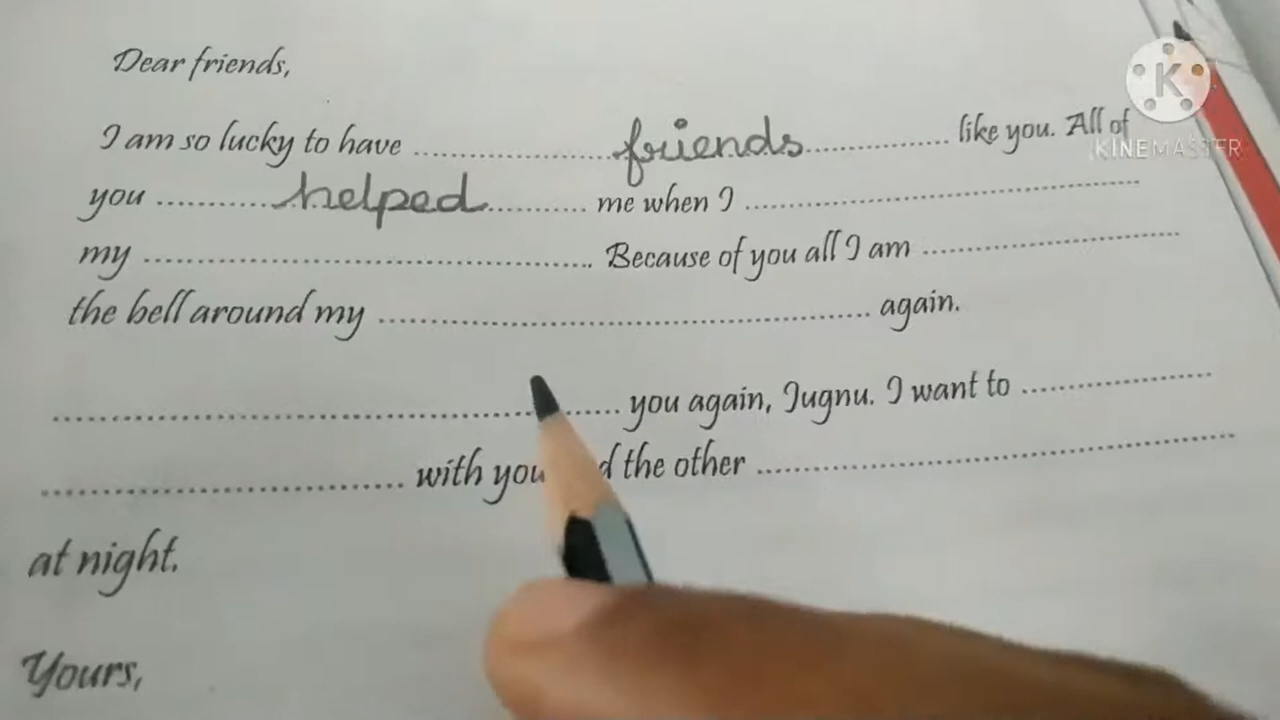 Dear friends,
I am so lucky to have ........................ friends ........................ like you. All of
you ............ helped ............ me when I ........................
my ........................ Because of you all I am ........................
the bell around my ........................ again.
........................ you again, Jugnu. I want to ........................
........................ with you the other ........................
at night.
Yours,
K
KINEMASTER